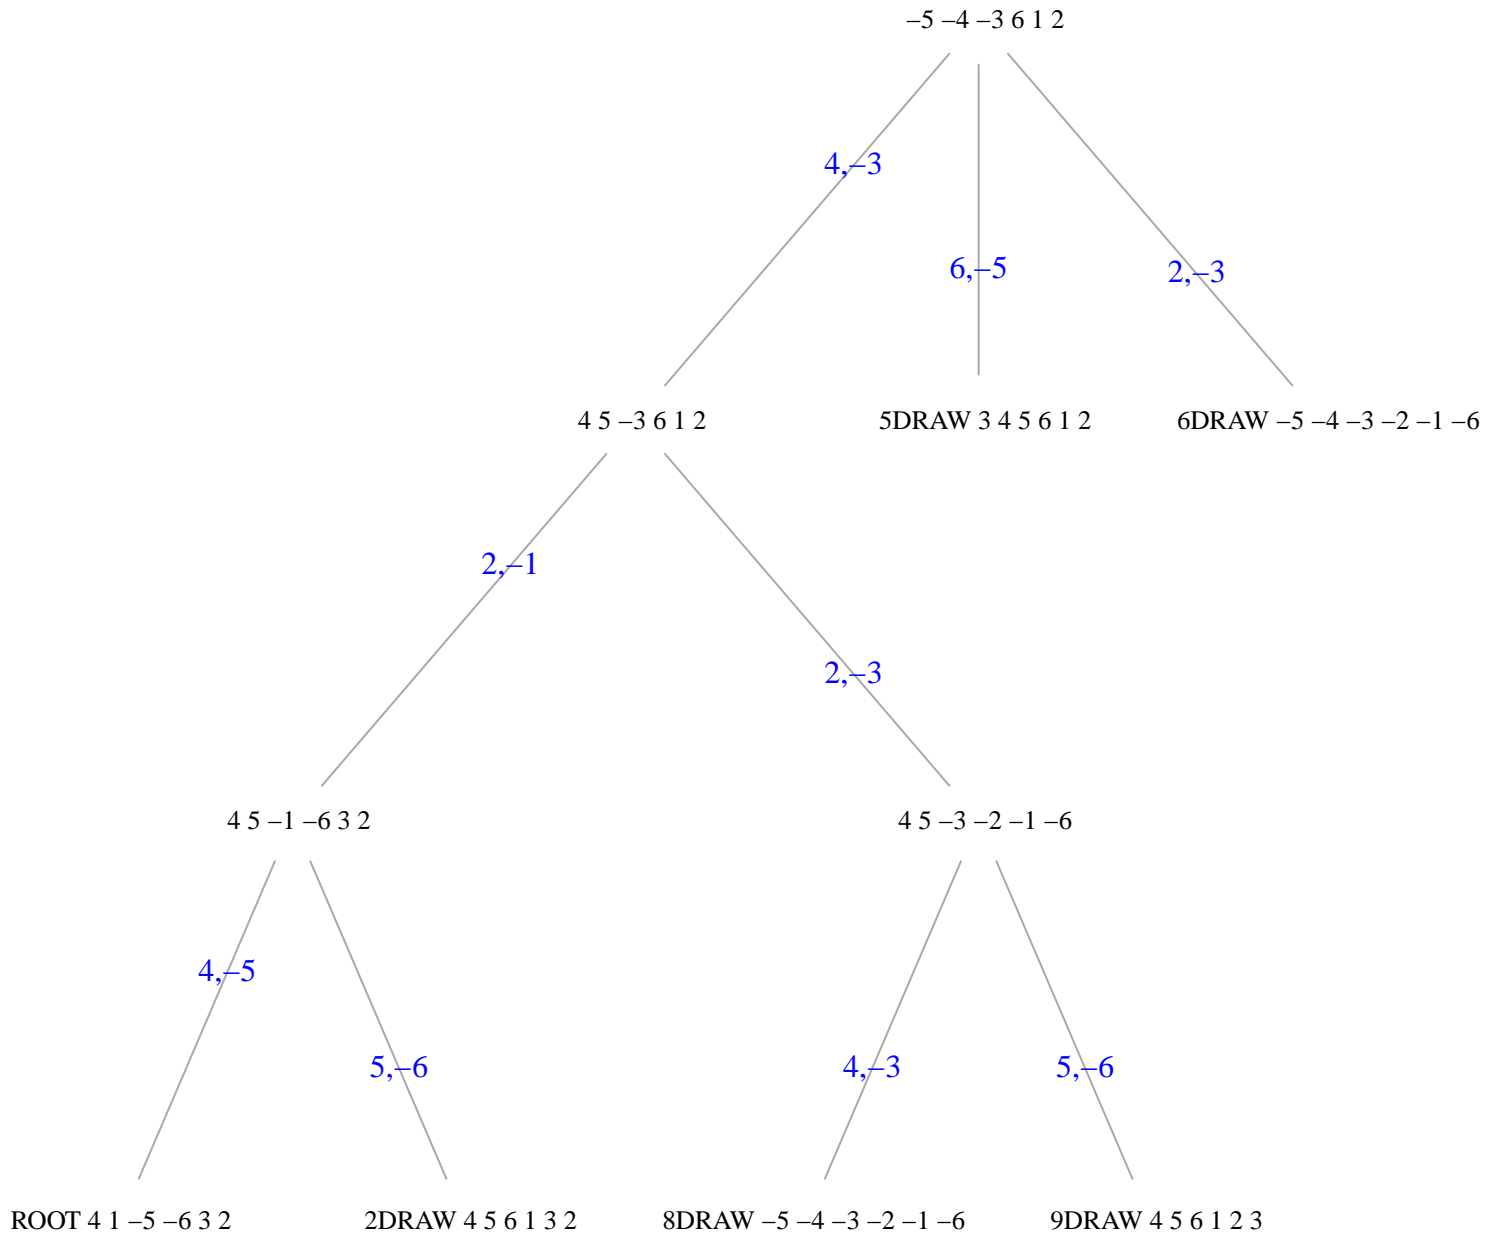 –5 –4 –3 6 1 2
4,–3
6,–5
2,–3
4 5 –3 6 1 2
5DRAW 3 4 5 6 1 2
6DRAW –5 –4 –3 –2 –1 –6
2,–1
2,–3
4 5 –1 –6 3 2
4 5 –3 –2 –1 –6
4,–5
5,–6
4,–3
5,–6
ROOT 4 1 –5 –6 3 2
2DRAW 4 5 6 1 3 2
8DRAW –5 –4 –3 –2 –1 –6
9DRAW 4 5 6 1 2 3